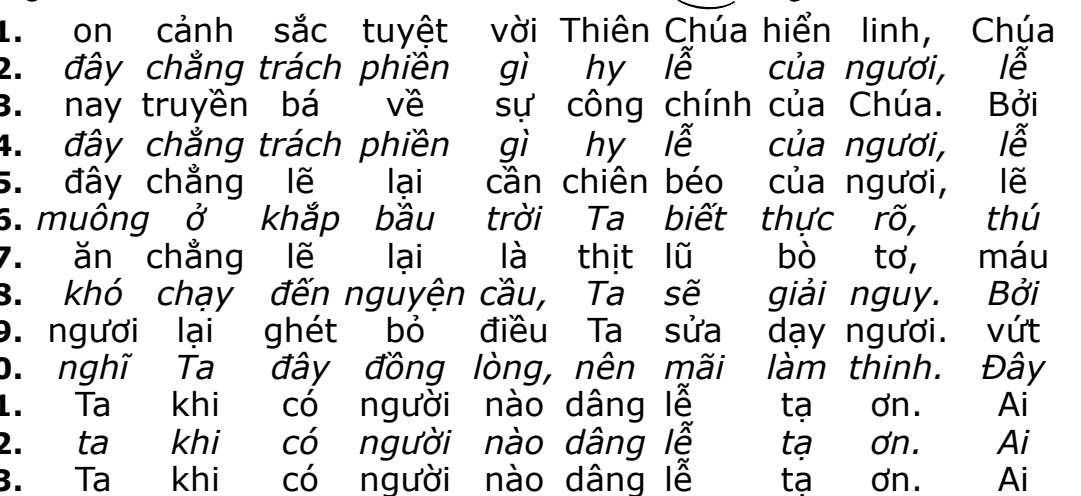 1. on cảnh sắc tuyệt vời Thiên Chúa hiển linh, Chúa
2. đây chẳng trách phiền gì hy lễ của ngươi, lễ
3. nay truyền bá về sự công chính của Chúa. Bởi
4. đây chẳng trách phiền gì hy lễ của ngươi, lễ
5. đây chẳng lẽ lại cần chiên béo của ngươi, lẽ
6. muông ở khắp bầu trời Ta biết thực rõ, thú
7. ăn chẳng lẽ lại là thịt lũ bò tơ, máu
8. khó chạy đến nguyện cầu, Ta sẽ giải nguy. Bởi
9. ngươi lại ghét bỏ điều Ta sửa dạy ngươi. vứt
0. nghĩ Ta đây đồng lòng, nên mãi làm thinh. Đây
1. Ta khi có người nào dâng lễ tạ ơn. Ai
2. ta khi có người nào dâng lễ tạ ơn. Ai
3. Ta khi có người nào dâng lễ tạ ơn. Ai